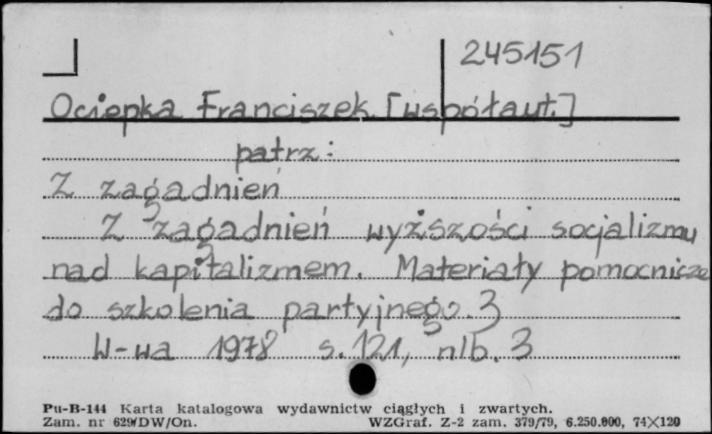 245151
Ociepka Franciszek [współaut.]
patrz:
Z zagadnień
Z zagadnień wyższości socjalizmu
nad kapitalizmem. Materiały pomocnicze
do szkolenia partyjnego. 3
W-wa 1978 s. 121, nlb. 3
Pu-B-144 Karta katalogowa wydawnictw ciągłych i zwartych.
Zam. nr 629/DW/On. WZGraf. Z-2 zam. 379/79, 6.250.000, 74X120